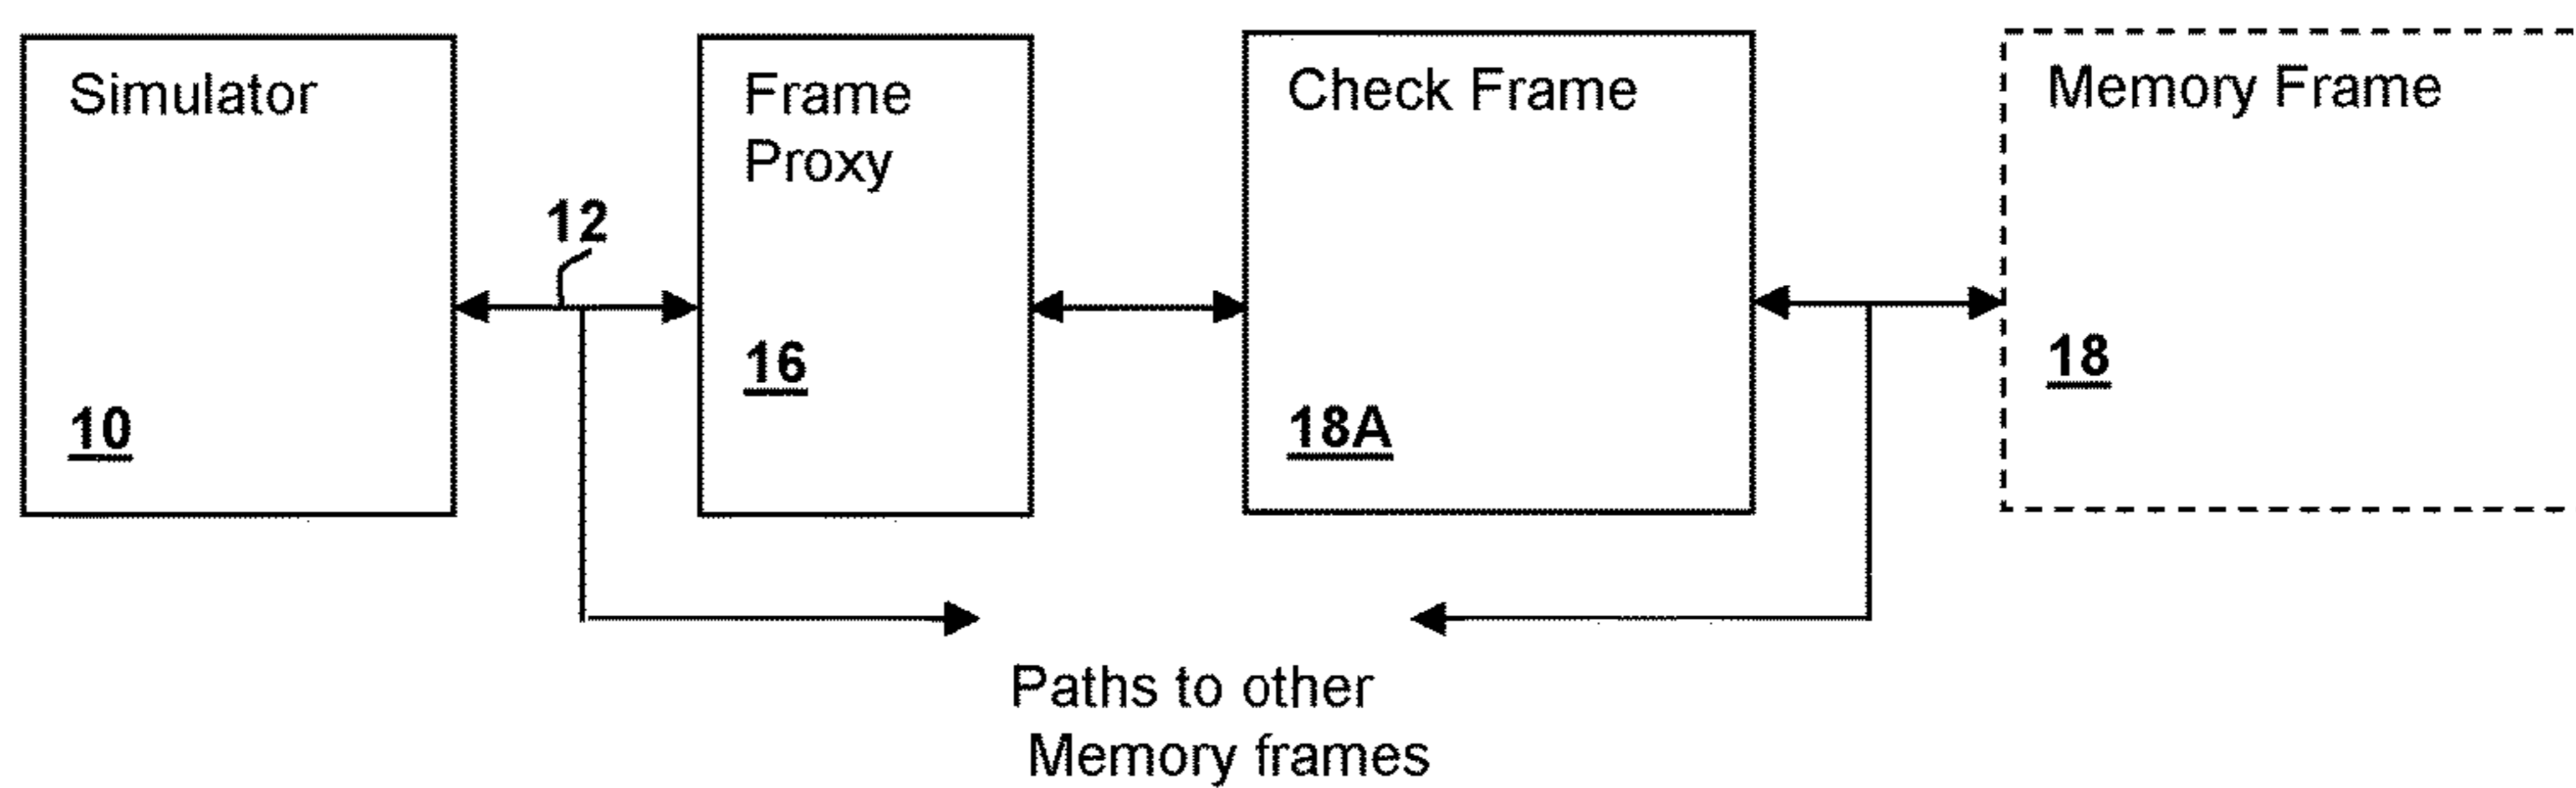 Simulator
10
12
Frame
Proxy
16
Check Frame
18A
Memory Frame
18
Paths to other
Memory frames